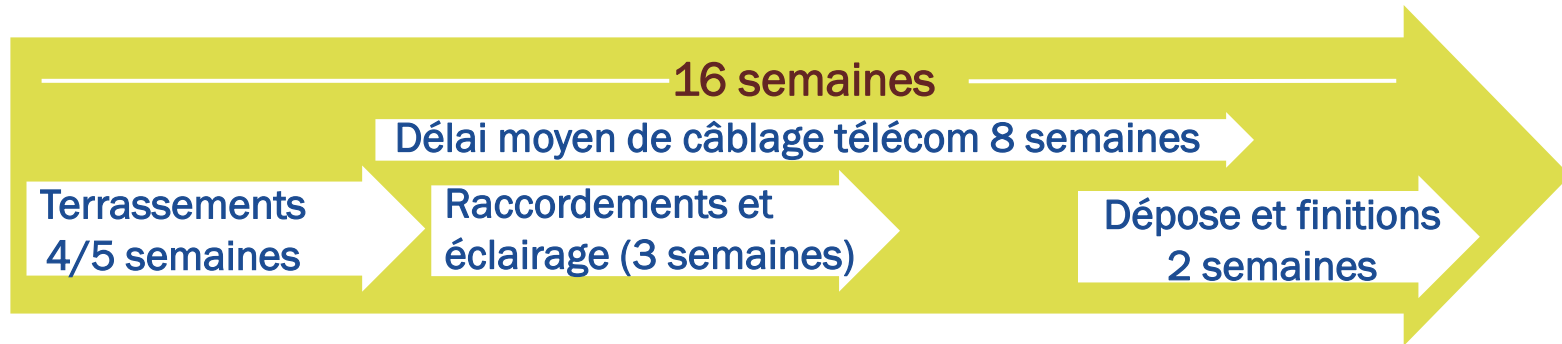 16 semaines
Délai moyen de câblage télécom 8 semaines
Terrassements
4/5 semaines
Raccordements et
éclairage (3 semaines)
Dépose et finitions
2 semaines